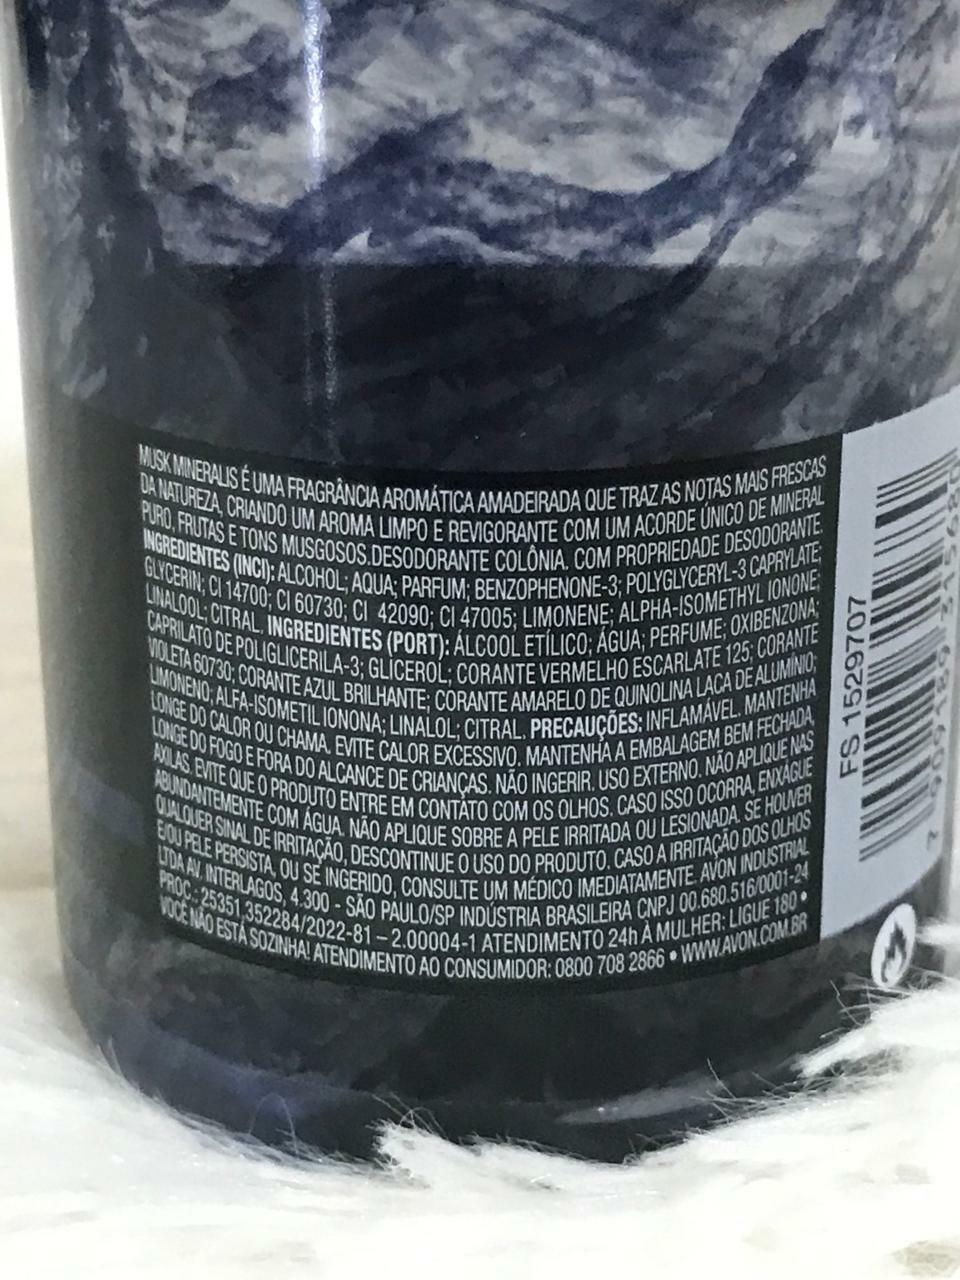 MUSK MINERALIS É UMA FRAGRÂNCIA AROMÁTICA AMADEIRADA QUE TRAZ AS NOTAS MAIS FRESCAS
DA NATUREZA, CRIANDO UM AROMA LIMPO E REVIGORANTE COM UM ACORDE ÚNICO DE MINERAL
PURO, FRUTAS E TONS MUSGOSOS.DESODORANTE COLÔNIA. COM PROPRIEDADE DESODORANTE.
INGREDIENTES (INCI): ALCOHOL; AQUA; PARFUM; BENZOPHENONE-3; POLYGLYCERYL-3 CAPRYLATE;
GLYCERIN; CI 14700; CI 60730; CI 42090; CI 47005; LIMONENE; ALPHA-ISOMETHYL IONONE;
LINALOOL; CITRAL. INGREDIENTES (PORT): ÁLCOOL ETÍLICO; ÁGUA; PERFUME; OXIBENZONA;
CAPRILATO DE POLIGLICERILA-3; GLICEROL; CORANTE VERMELHO ESCARLATE 125; CORANTE
VIOLETA 60730; CORANTE AZUL BRILHANTE; CORANTE AMARELO DE QUINOLINA LACA DE ALUMÍNIO;
LIMONENO; ALFA-ISOMETIL IONONA; LINALOL; CITRAL. PRECAUÇÕES: INFLAMÁVEL. MANTENHA
LONGE DO CALOR OU CHAMA. EVITE CALOR EXCESSIVO. MANTENHA A EMBALAGEM BEM FECHADA,
LONGE DO FOGO E FORA DO ALCANCE DE CRIANÇAS. NÃO INGERIR. USO EXTERNO. NÃO APLIQUE NAS
AXILAS. EVITE QUE O PRODUTO ENTRE EM CONTATO COM OS OLHOS. CASO ISSO OCORRA, ENXÁGUE
ABUNDANTEMENTE COM ÁGUA. NÃO APLIQUE SOBRE A PELE IRRITADA OU LESIONADA. SE HOUVER
QUALQUER SINAL DE IRRITAÇÃO, DESCONTINUE O USO DO PRODUTO. CASO A IRRITAÇÃO DOS OLHOS
E/OU PELE PERSISTA, OU SE INGERIDO, CONSULTE UM MÉDICO IMEDIATAMENTE. AVON INDUSTRIAL
LTDA AV. INTERLAGOS, 4.300 - SÃO PAULO/SP INDÚSTRIA BRASILEIRA CNPJ 00.680.516/0001-24
PROC.: 25351.352284/2022-81 – 2.00004-1 ATENDIMENTO 24h À MULHER: LIGUE 180 •
VOCÊ NÃO ESTÁ SOZINHA! ATENDIMENTO AO CONSUMIDOR: 0800 708 2866 • WWW.AVON.COM.BR
FS 1529707